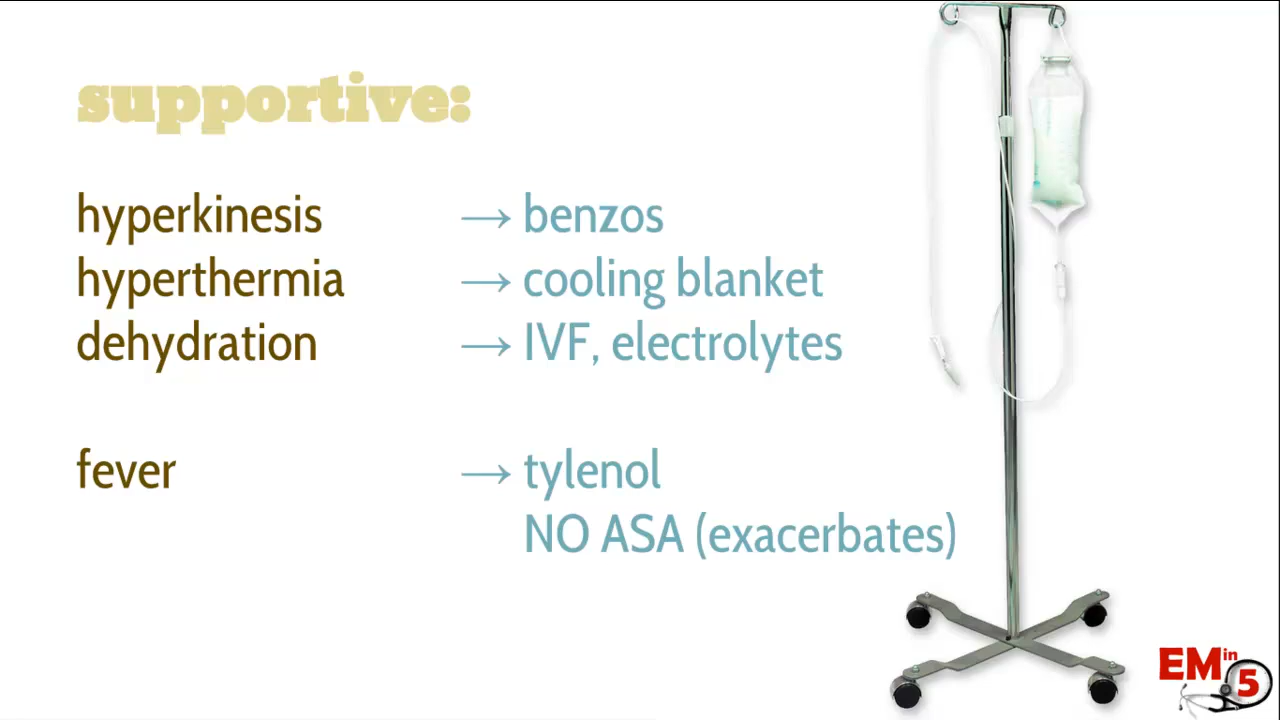 supportive:
hyperkinesis → benzos
hyperthermia → cooling blanket
dehydration → IVF, electrolytes
fever → tylenol
NO ASA (exacerbates)
EM in 5